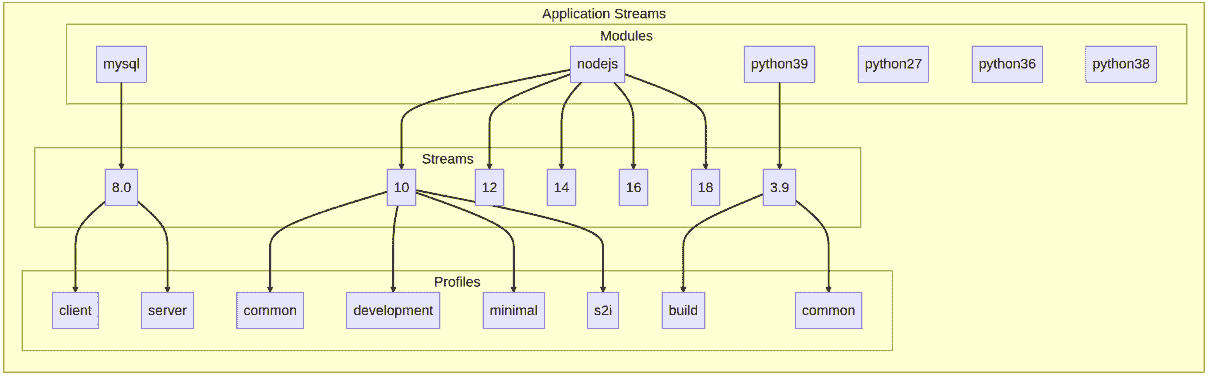 Application Streams
Modules
mysql
nodejs
python39
python27
python36
python38
Streams
8.0
10
12
14
16
18
3.9
Profiles
client
server
common
development
minimal
s2i
build
common